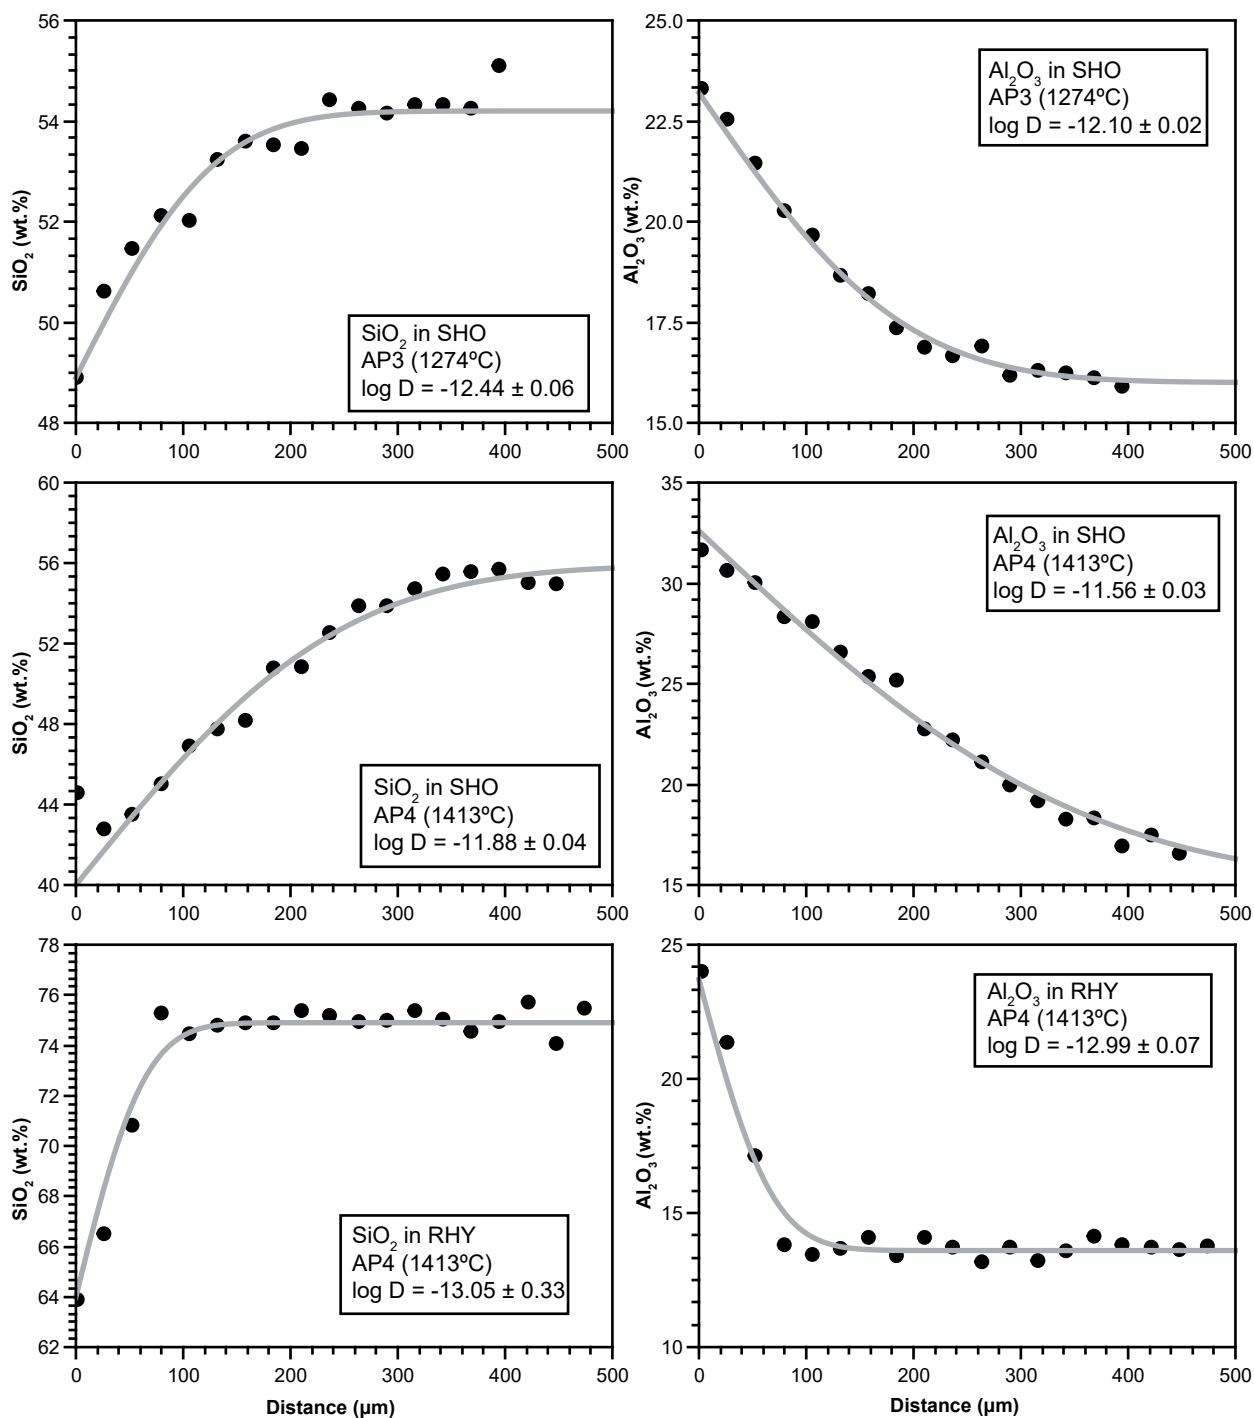 56
54
52
50
48
SiO2 (wt.%)
SiO2 in SHO
AP3 (1274ºC)
log D = -12.44 ± 0.06
0 100 200 300 400 500
25.0
22.5
20.0
17.5
15.0
Al2O3 (wt.%)
Al2O3 in SHO
AP3 (1274ºC)
log D = -12.10 ± 0.02
0 100 200 300 400 500
60
56
52
48
44
40
SiO2 (wt.%)
SiO2 in SHO
AP4 (1413ºC)
log D = -11.88 ± 0.04
0 100 200 300 400 500
35
30
25
20
15
Al2O3 (wt.%)
Al2O3 in SHO
AP4 (1413ºC)
log D = -11.56 ± 0.03
0 100 200 300 400 500
78
76
74
72
70
68
66
64
62
SiO2 (wt.%)
SiO2 in RHY
AP4 (1413ºC)
log D = -13.05 ± 0.33
0 100 200 300 400 500
Distance (µm)
25
20
15
10
Al2O3 (wt.%)
Al2O3 in RHY
AP4 (1413ºC)
log D = -12.99 ± 0.07
0 100 200 300 400 500
Distance (µm)